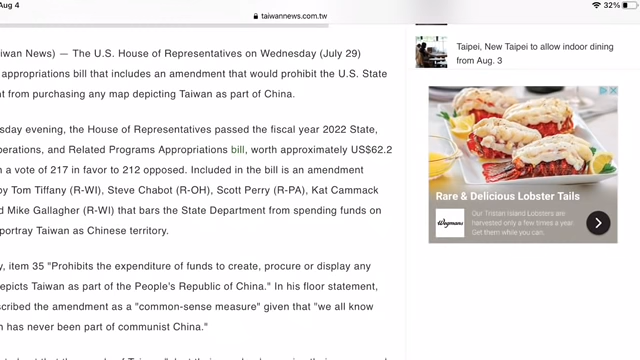 Aug 4
taiwannews.com.tw
32%
iwan News) — The U.S. House of Representatives on Wednesday (July 29)
appropriations bill that includes an amendment that would prohibit the U.S. State
nt from purchasing any map depicting Taiwan as part of China.
sday evening, the House of Representatives passed the fiscal year 2022 State,
perations, and Related Programs Appropriations bill, worth approximately US$62.2
n a vote of 217 in favor to 212 opposed. Included in the bill is an amendment
by Tom Tiffany (R-WI), Steve Chabot (R-OH), Scott Perry (R-PA), Kat Cammack
d Mike Gallagher (R-WI) that bars the State Department from spending funds on
portray Taiwan as Chinese territory.
y, item 35 "Prohibits the expenditure of funds to create, procure or display any
epicts Taiwan as part of the People's Republic of China." In his floor statement,
scribed the amendment as a "common-sense measure" given that "we all know
n has never been part of communist China."
Taipei, New Taipei to allow indoor dining
from Aug. 3
Rare & Delicious Lobster Tails
Wegmans
Our Tristan Island Lobsters are
harvested only a few times a year.
Get them while you can.